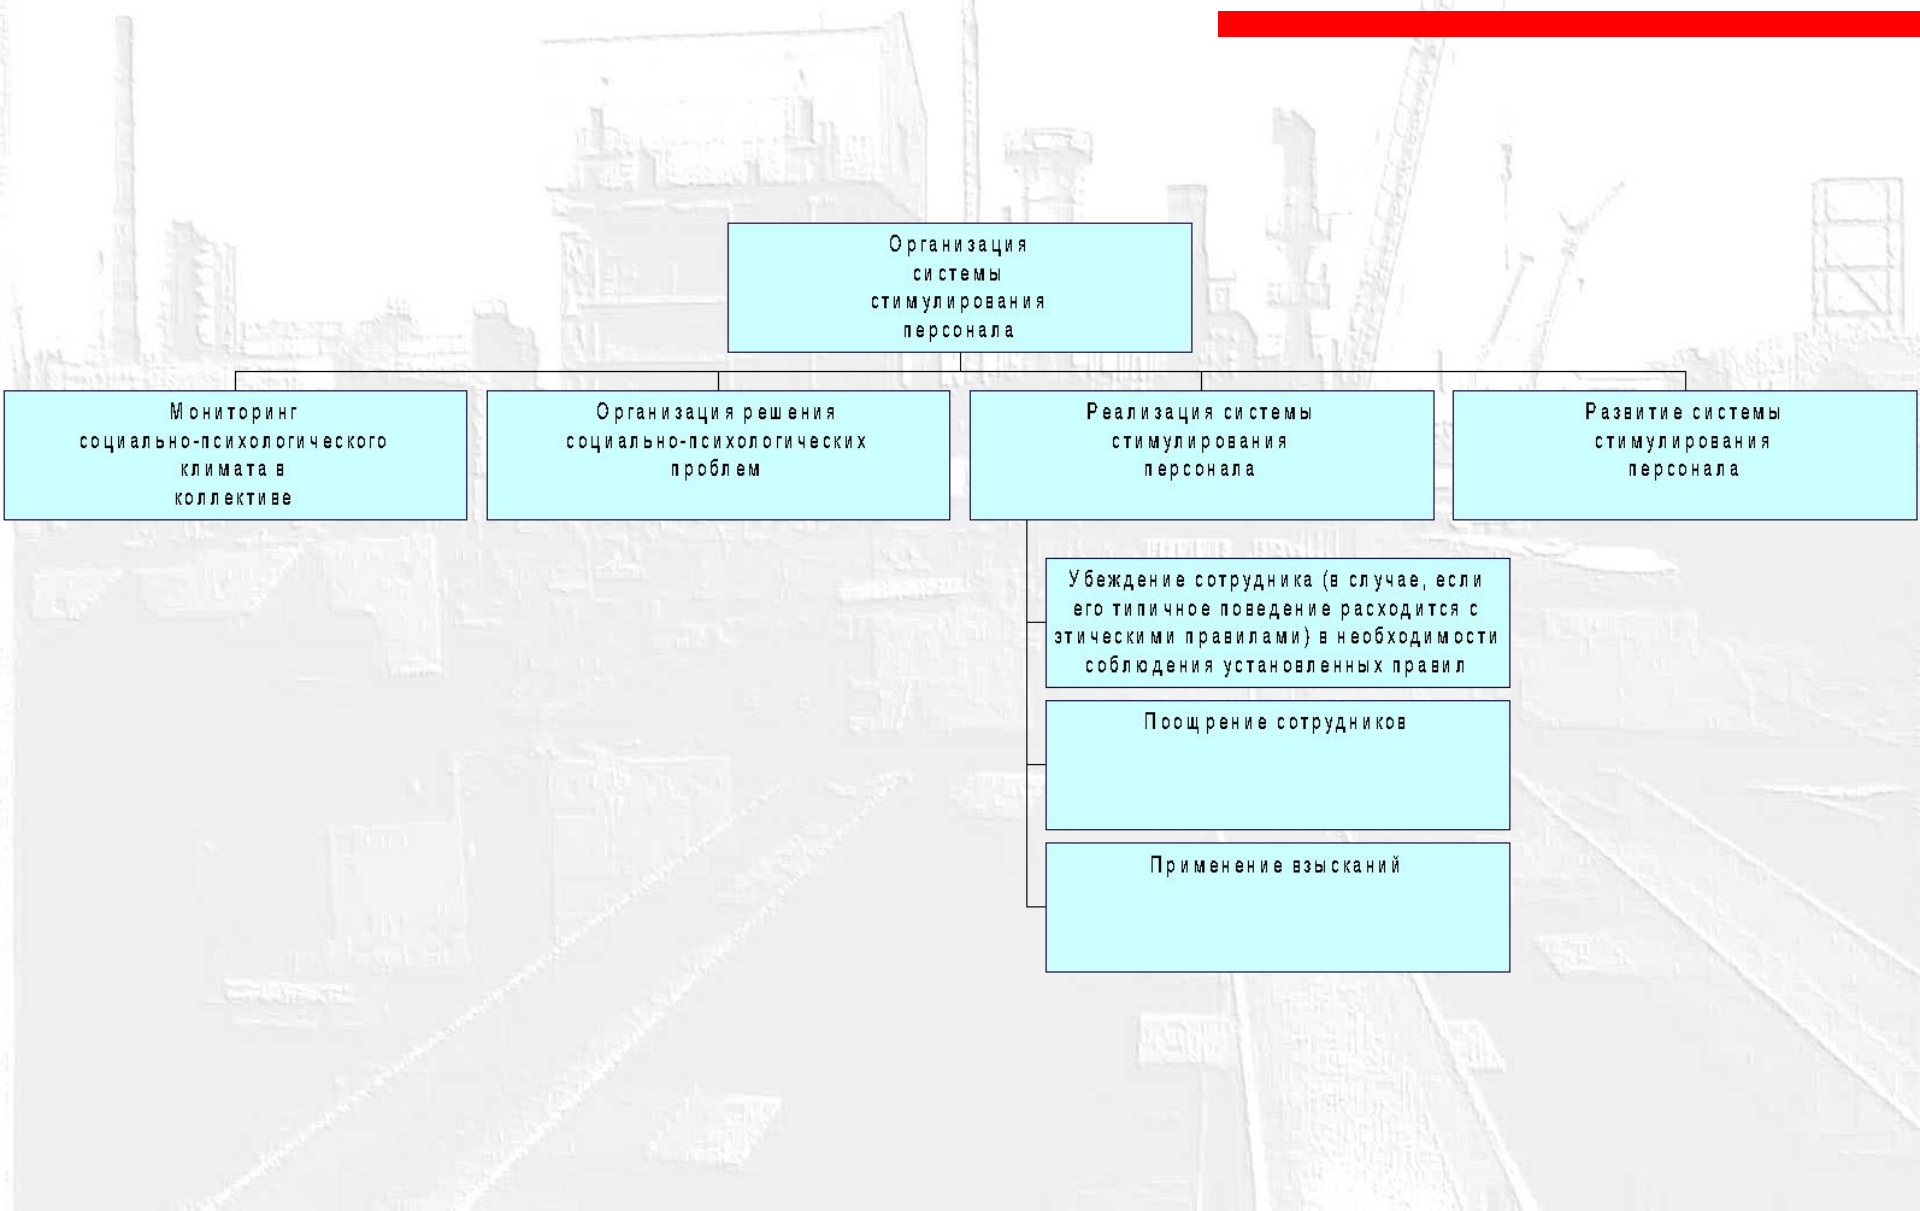 Организация
системы
стимулирования
персонала
Мониторинг
социально-психологического
климата в
коллективе
Организация решения
социально-психологических
проблем
Реализация системы
стимулирования
персонала
Развитие системы
стимулирования
персонала
Убеждение сотрудника (в случае, если
его типичное поведение расходится с
этическими правилами) в необходимости
соблюдения установленных правил
Поощрение сотрудников
Применение взысканий